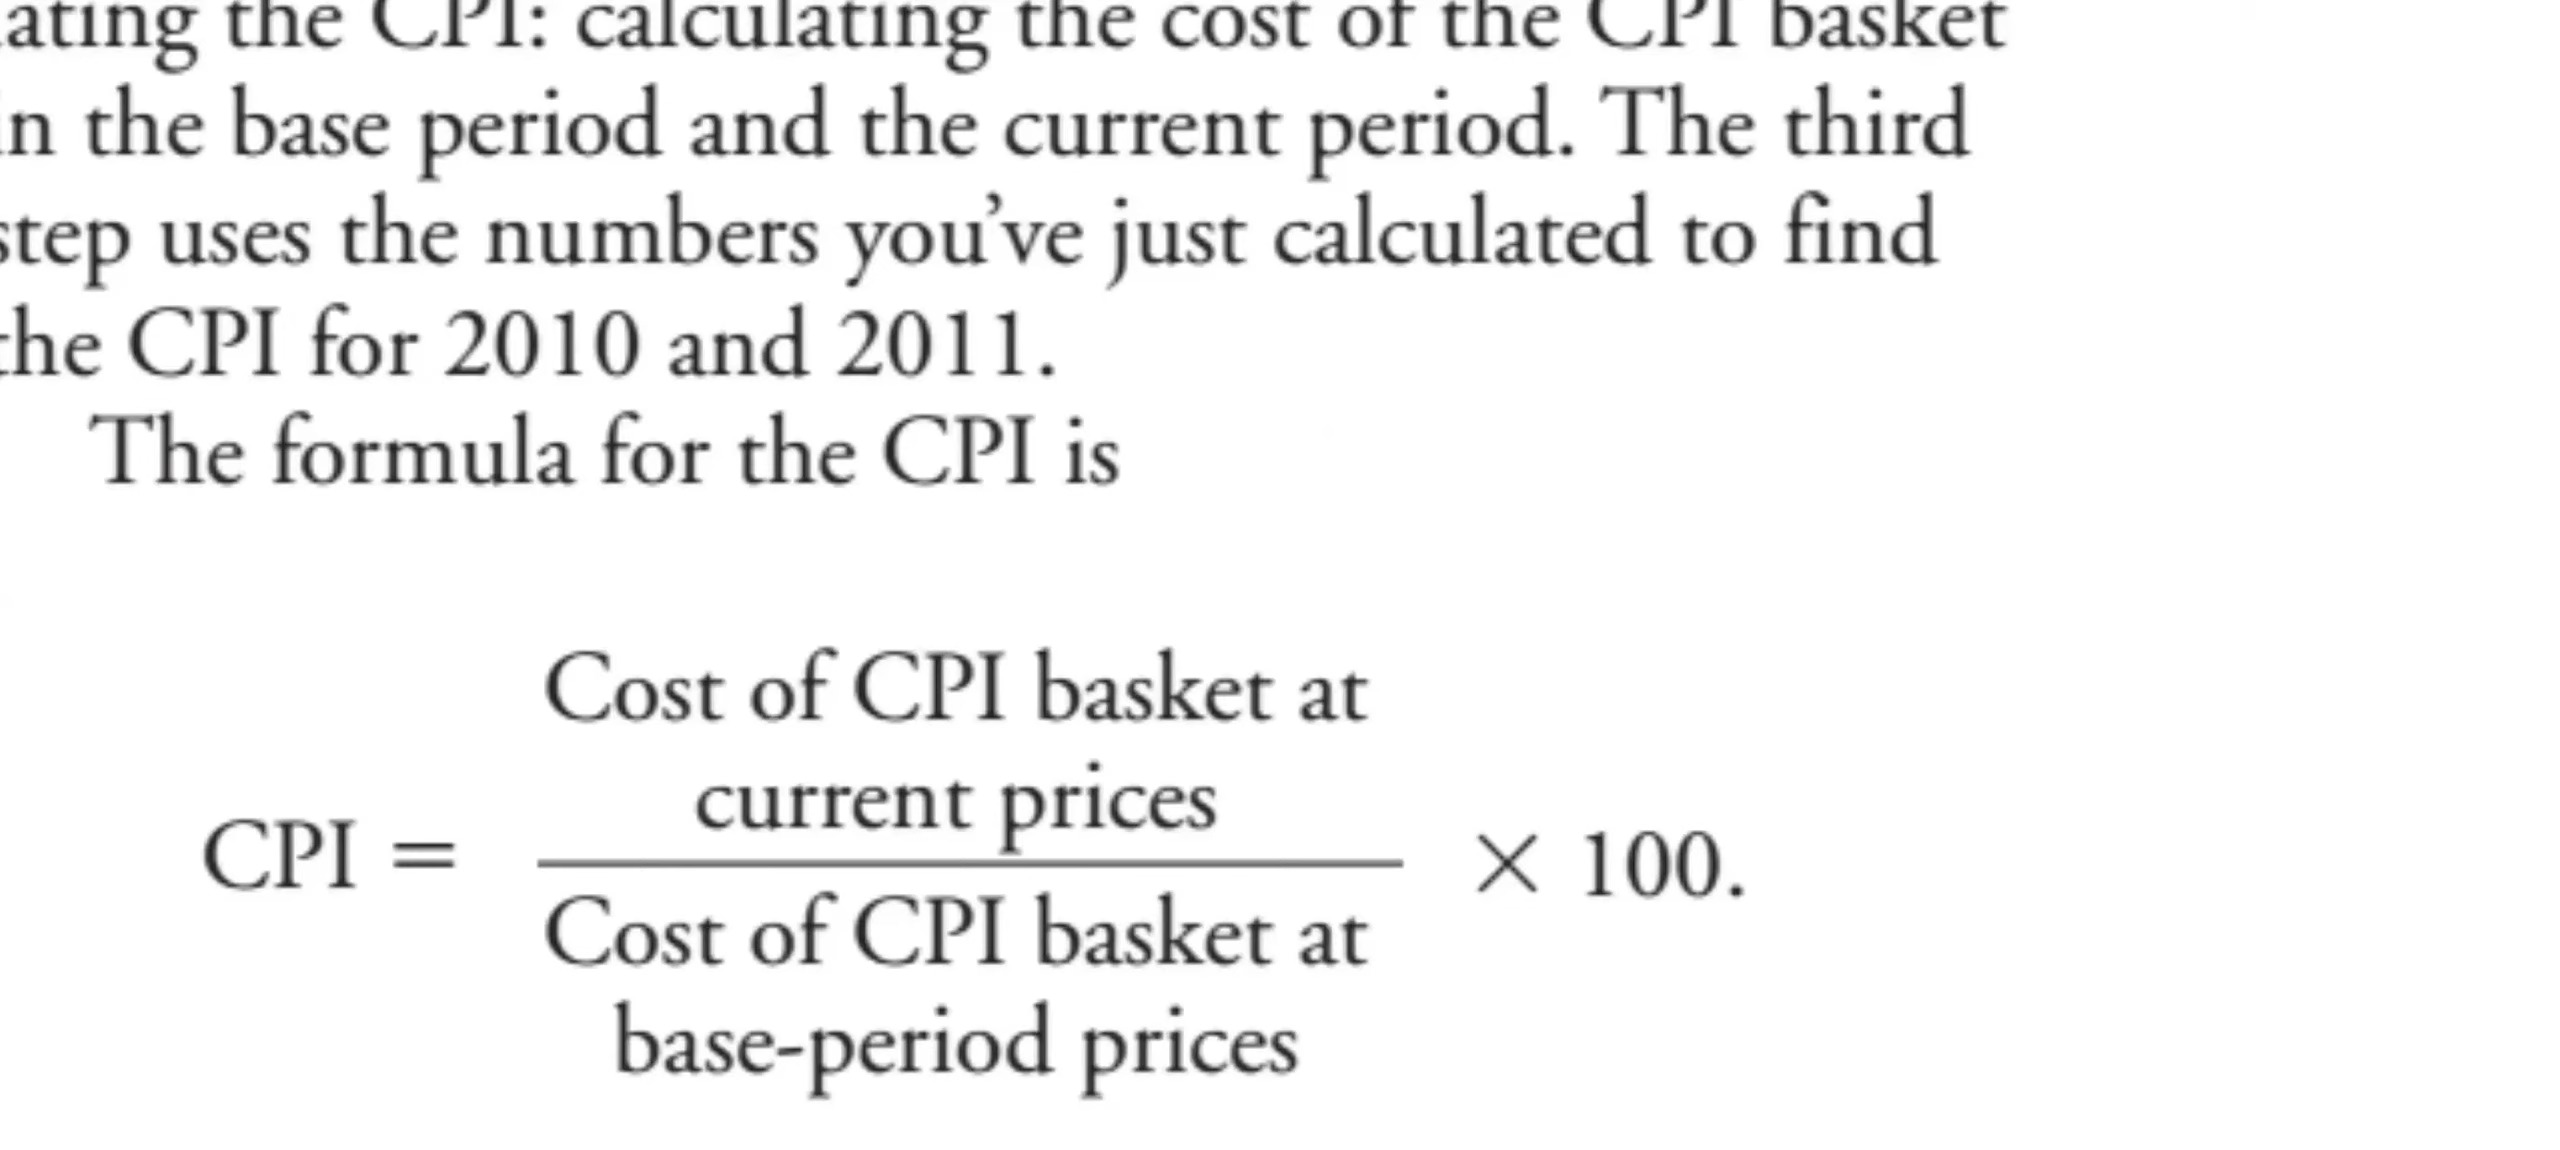 ating the CPI: calculating the cost of the CPI basket
in the base period and the current period. The third
step uses the numbers you’ve just calculated to find
the CPI for 2010 and 2011.
The formula for the CPI is
Cost of CPI basket at
current prices
CPI = × 100.
Cost of CPI basket at
base-period prices